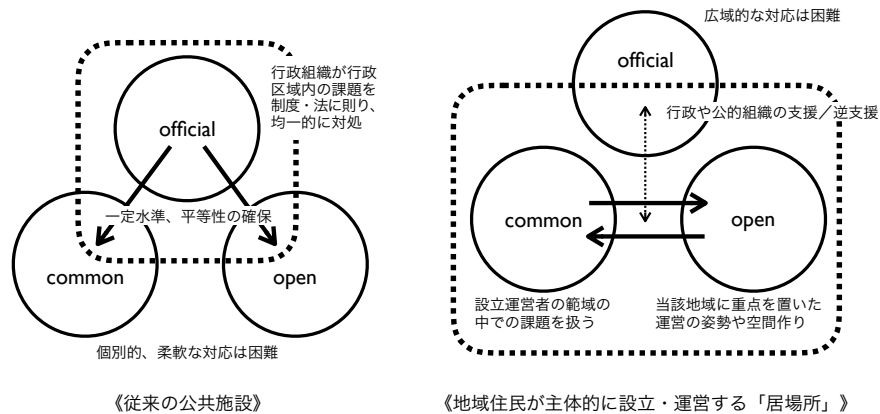 行政組織が行政
区域内の課題を
制度・法に則り、
均一的に対処
official
一定水準、平等性の確保
common
open
個別的、柔軟な対応は困難
《従来の公共施設》
広域的な対応は困難
official
行政や公的組織の支援／逆支援
common
open
設立運営者の範域の
中での課題を扱う
当該地域に重点を置いた
運営の姿勢や空間作り
《地域住民が主体的に設立・運営する「居場所」》